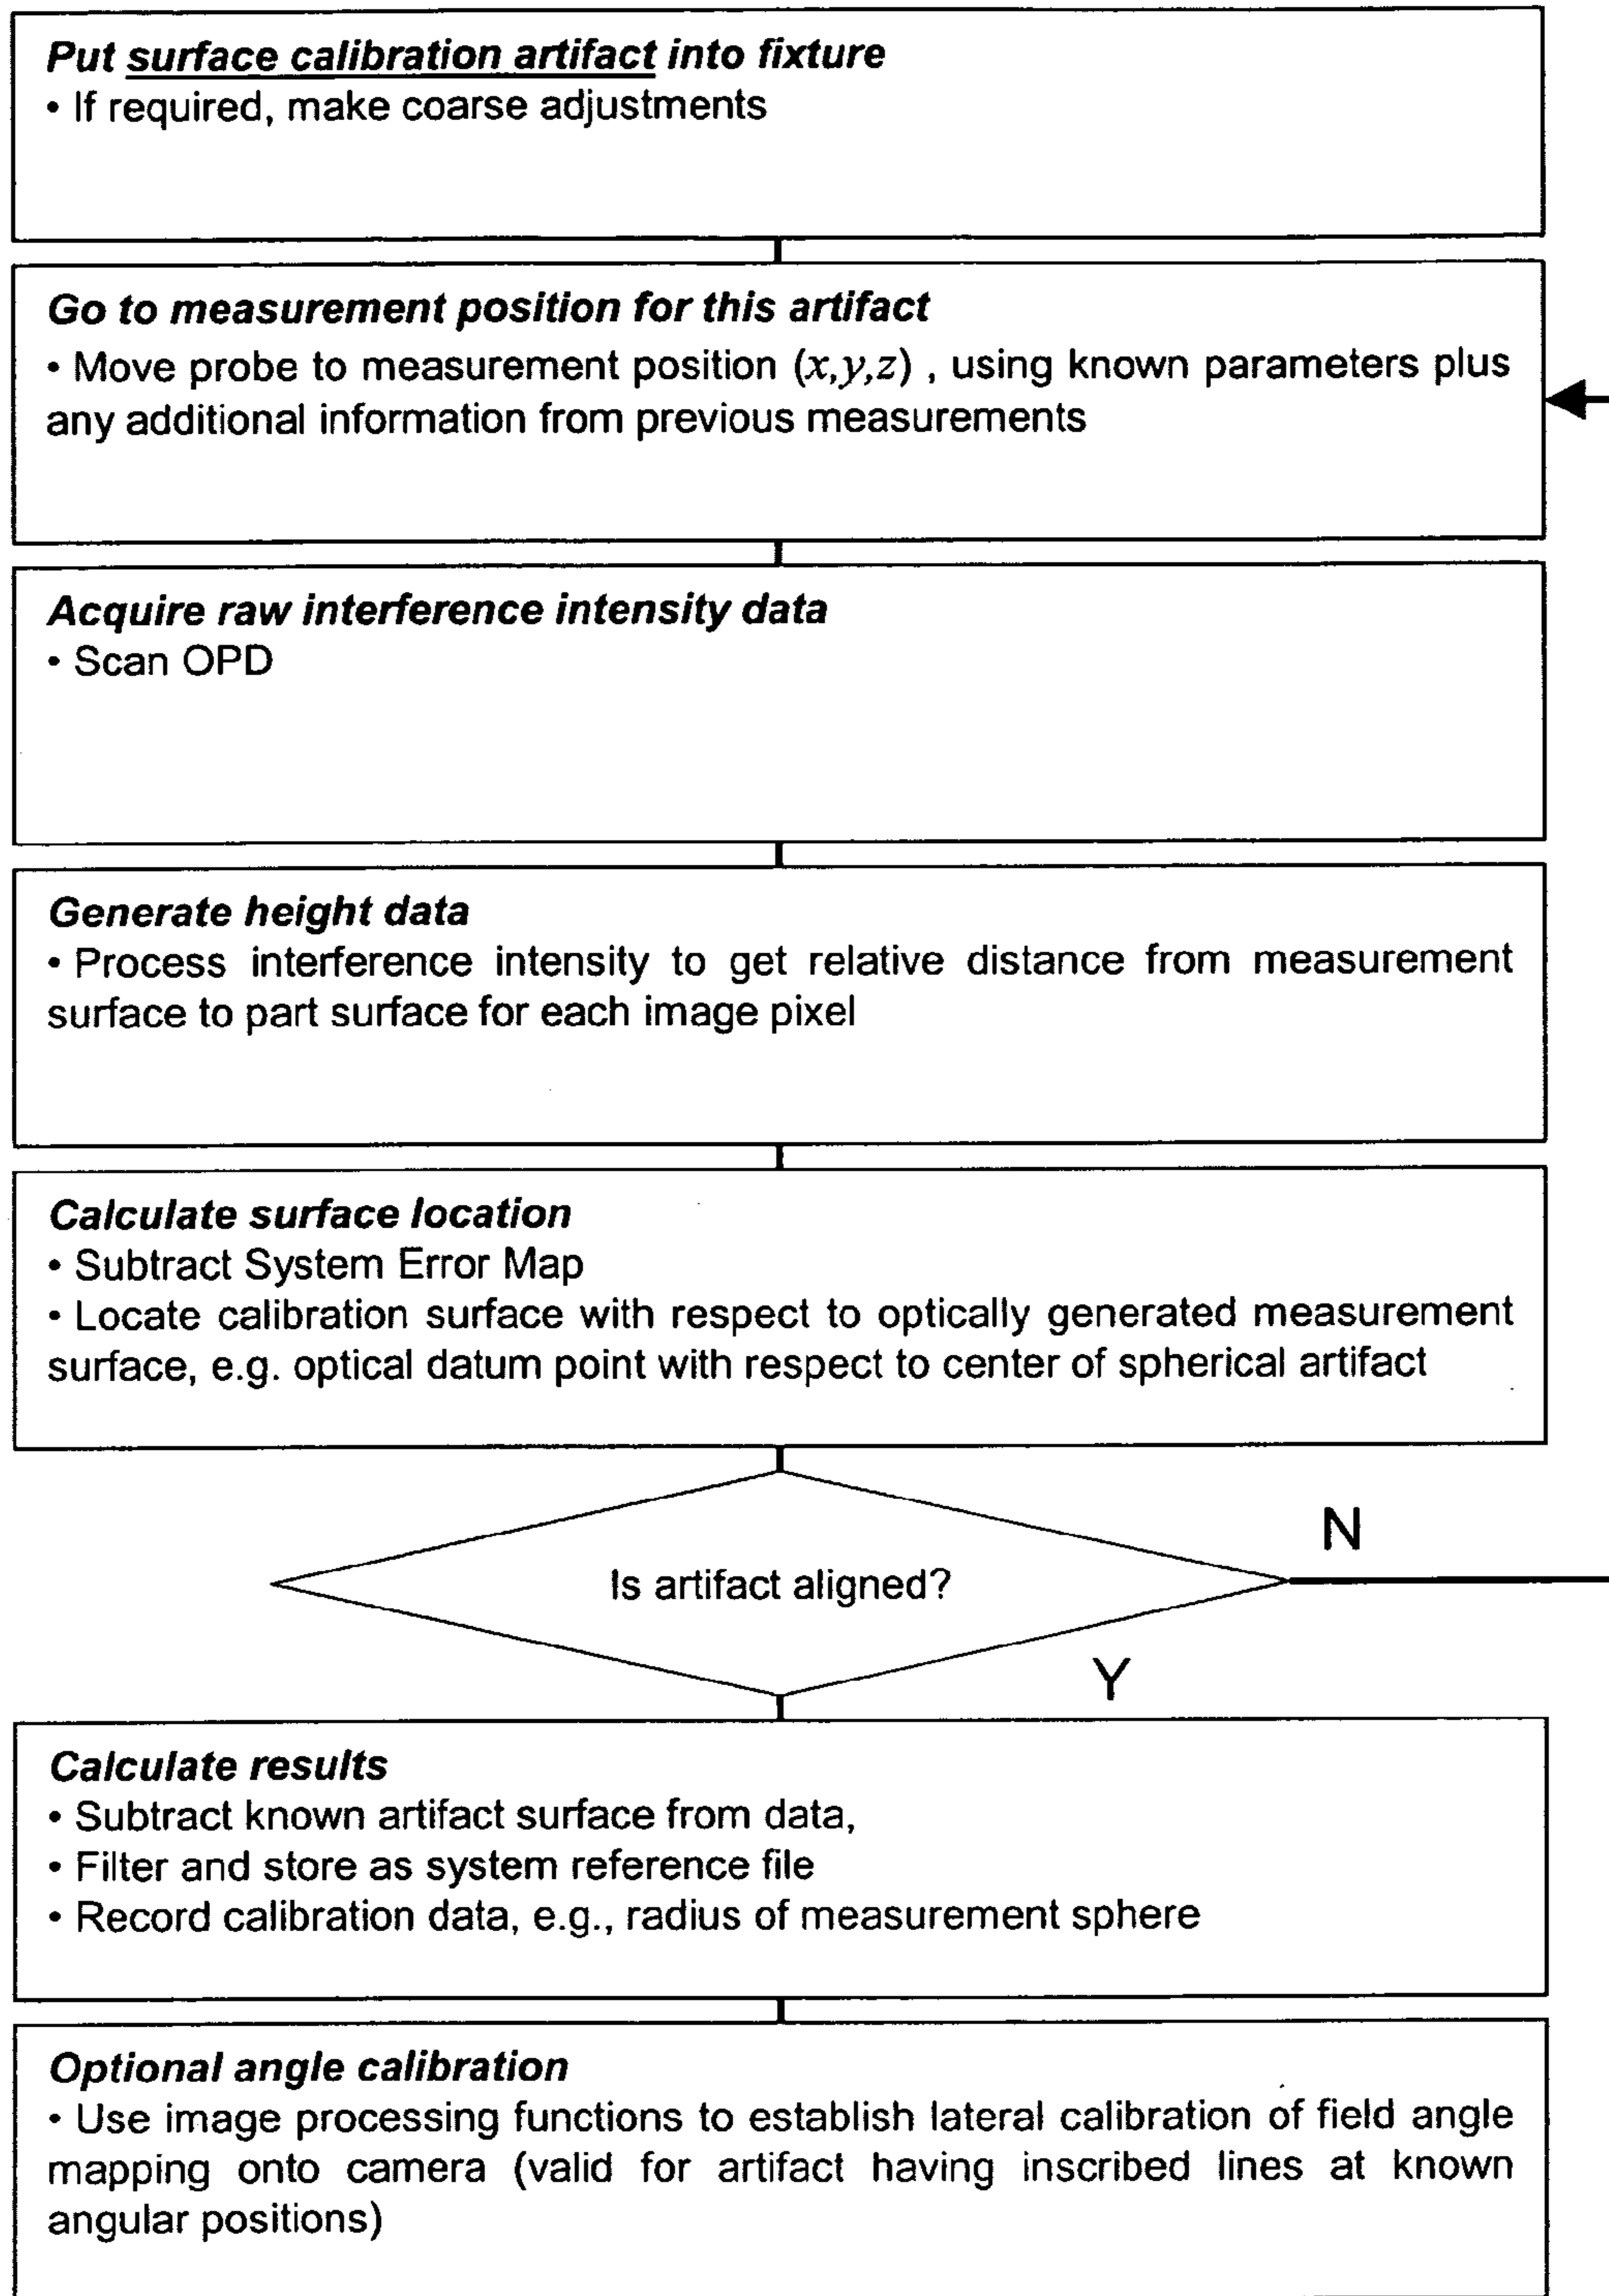 Put surface calibration artifact into fixture
• If required, make coarse adjustments
Go to measurement position for this artifact
• Move probe to measurement position (x,y,z) , using known parameters plus
any additional information from previous measurements
Acquire raw interference intensity data
• Scan OPD
Generate height data
• Process interference intensity to get relative distance from measurement
surface to part surface for each image pixel
Calculate surface location
• Subtract System Error Map
• Locate calibration surface with respect to optically generated measurement
surface, e.g. optical datum point with respect to center of spherical artifact
N
Is artifact aligned?
Y
Calculate results
• Subtract known artifact surface from data,
• Filter and store as system reference file
• Record calibration data, e.g., radius of measurement sphere
Optional angle calibration
• Use image processing functions to establish lateral calibration of field angle
mapping onto camera (valid for artifact having inscribed lines at known
angular positions)